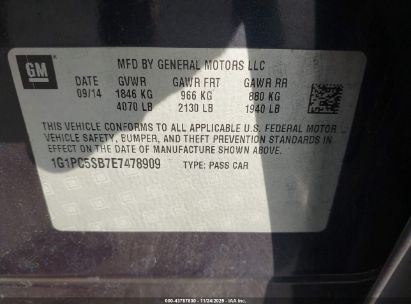 GM
MFD BY GENERAL MOTORS LLC
DATE GVWR GAWR FRT GAWR RR
09/14 1846 KG 966 KG 880 KG
4070 LB 2130 LB 1940 LB
THIS VEHICLE CONFORMS TO ALL APPLICABLE U.S. FEDERAL MOTOR
VEHICLE SAFETY, BUMPER, AND THEFT PREVENTION STANDARDS IN
EFFECT ON THE DATE OF MANUFACTURE SHOWN ABOVE.
1G1PC5SB7E7478909 TYPE: PASS CAR